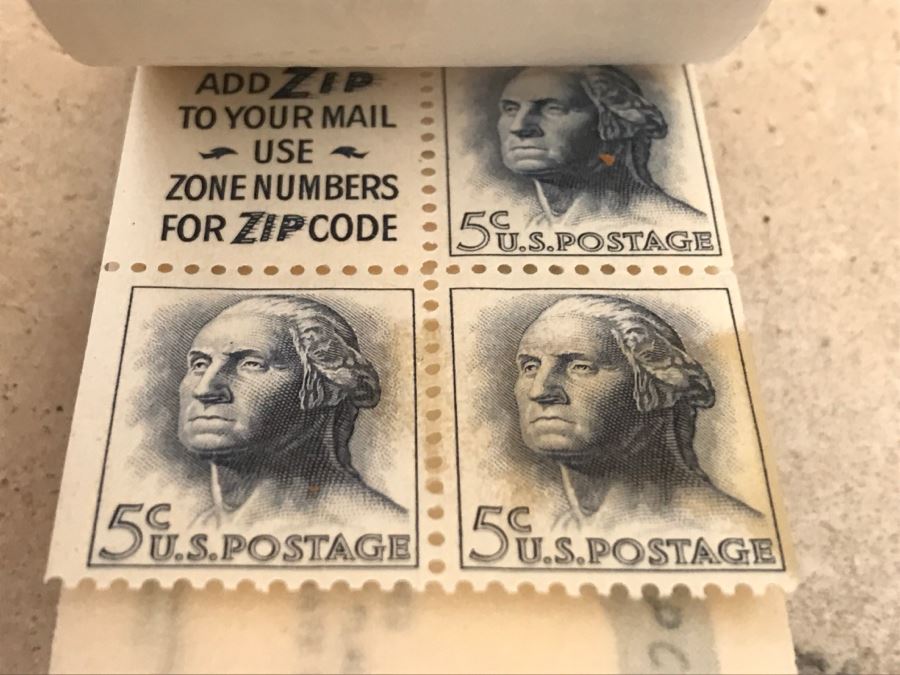 ADD ZIP
TO YOUR MAIL
USE
ZONE NUMBERS
FOR ZIP CODE
5c
U.S.POSTAGE
5c
U.S.POSTAGE
5c
U.S.POSTAGE